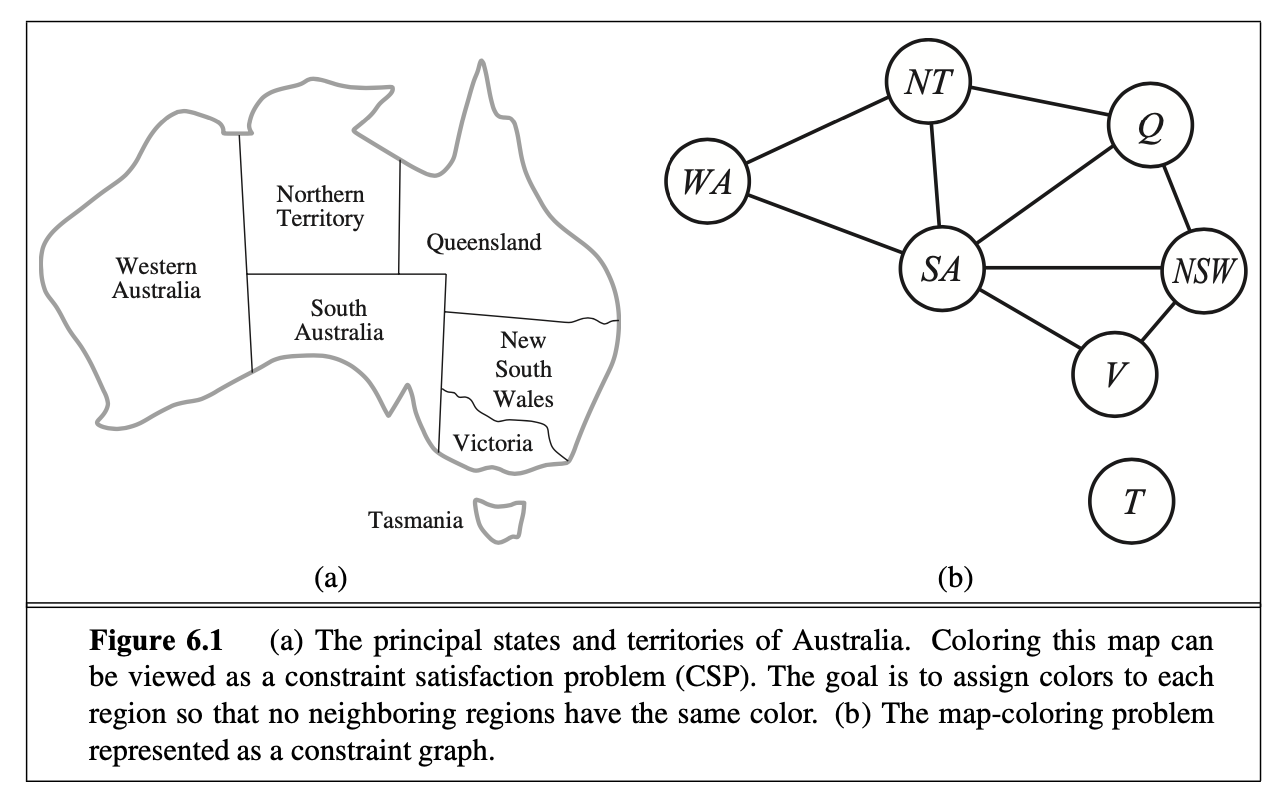 Northern
Territory
Western
Australia
Queensland
South
Australia
New
South
Wales
Victoria
Tasmania
(a)
NT
Q
WA
SA
NSW
V
T
(b)
Figure 6.1 (a) The principal states and territories of Australia. Coloring this map can
be viewed as a constraint satisfaction problem (CSP). The goal is to assign colors to each
region so that no neighboring regions have the same color. (b) The map-coloring problem
represented as a constraint graph.